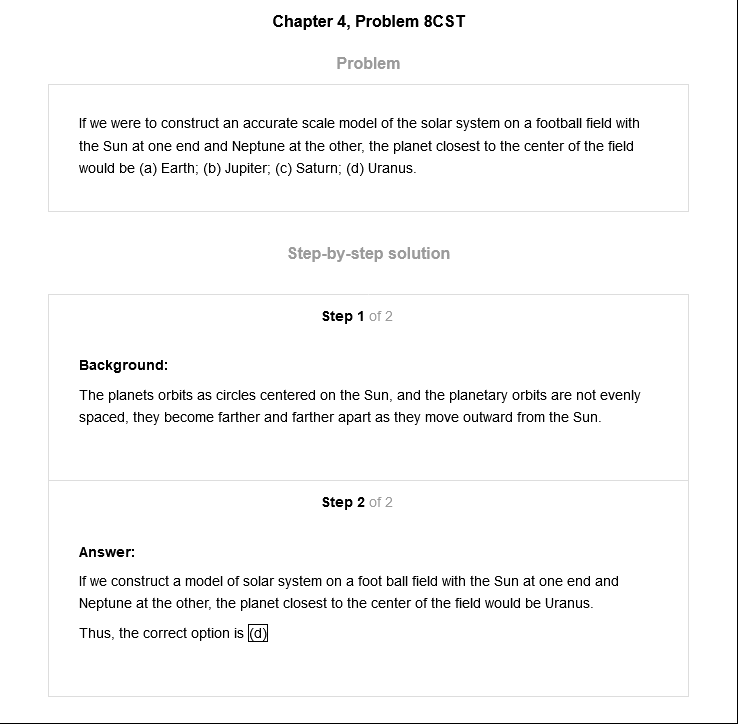 Chapter 4, Problem 8CST
Problem
If we were to construct an accurate scale model of the solar system on a football field with
the Sun at one end and Neptune at the other, the planet closest to the center of the field
would be (a) Earth; (b) Jupiter; (c) Saturn; (d) Uranus.
Step-by-step solution
Step 1 of 2
Background:
The planets orbits as circles centered on the Sun, and the planetary orbits are not evenly
spaced, they become farther and farther apart as they move outward from the Sun.
Step 2 of 2
Answer:
If we construct a model of solar system on a foot ball field with the Sun at one end and
Neptune at the other, the planet closest to the center of the field would be Uranus.
Thus, the correct option is (d)